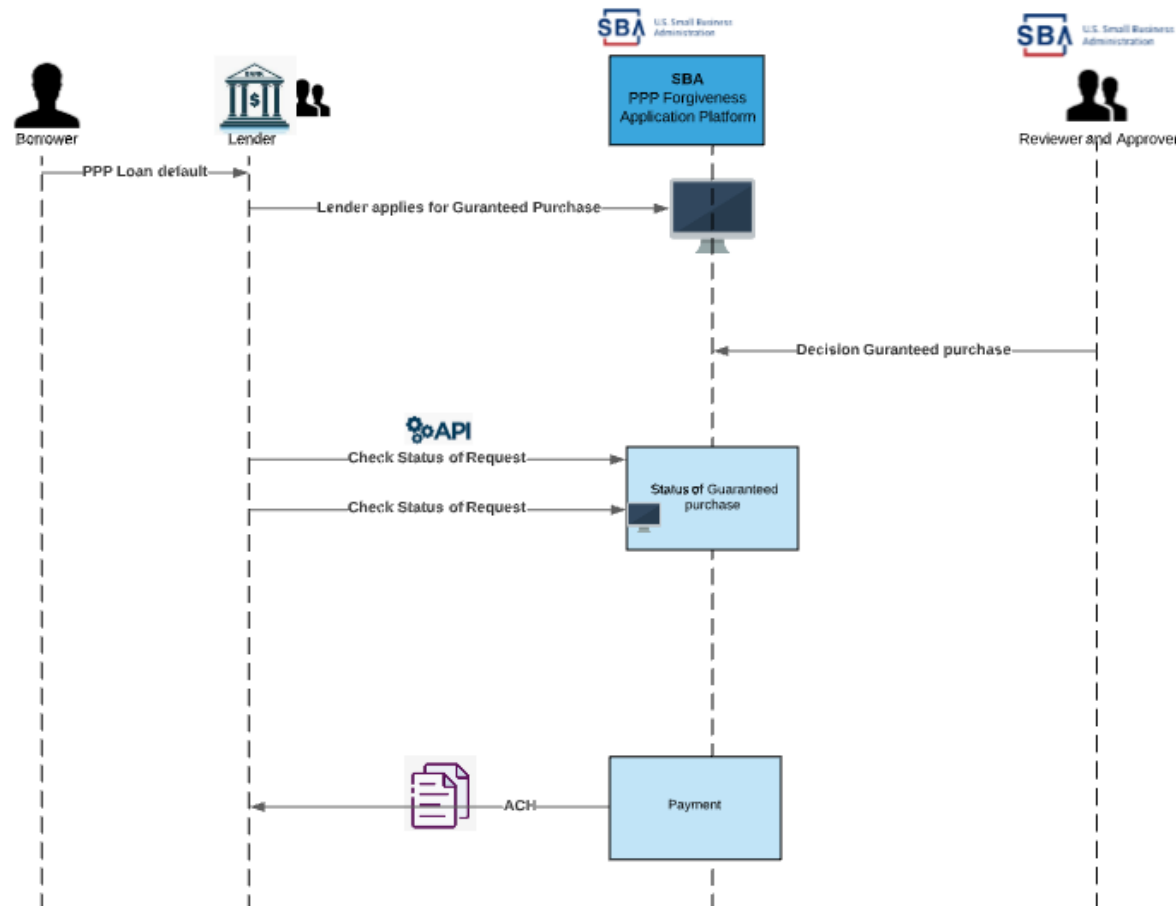 SBA U.S. Small Business
Administration
SBA U.S. Small Business
Administration
SBA
PPP Forgiveness
Application Platform
BANK
$
Borrower
Lender
Reviewer and Approver
PPP Loan default
Lender applies for Guranteed Purchase
Decision Guranteed purchase
API
Check Status of Request
Status of Guaranteed
purchase
Check Status of Request
ACH
Payment